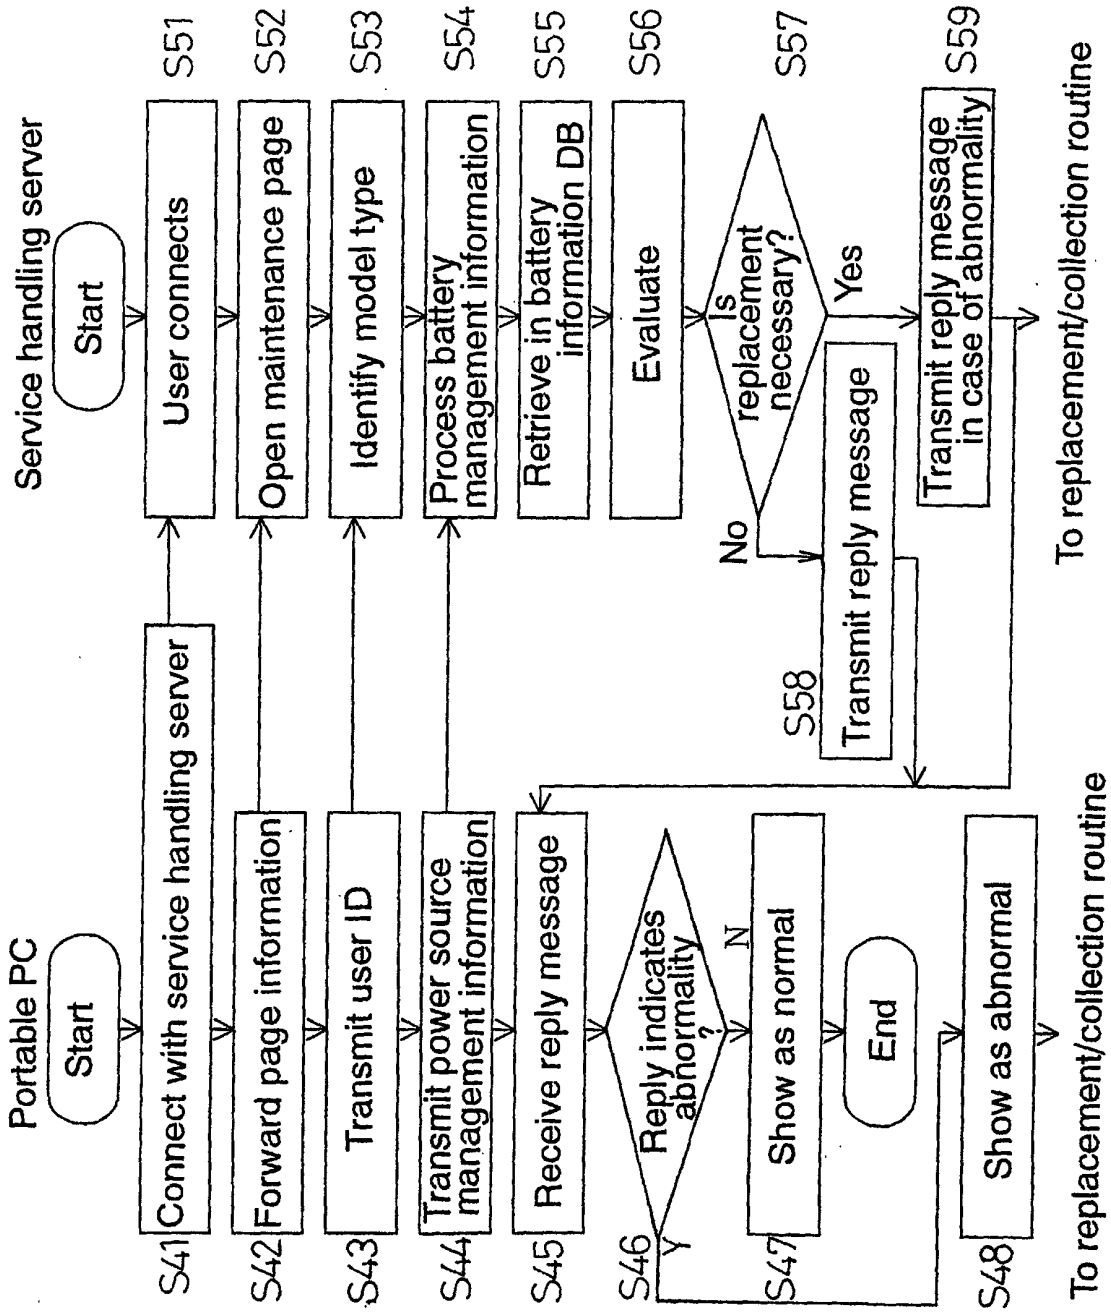 Portable PC
Start
S41
Connect with service handling server
S42
Forward page information
S43
Transmit user ID
S44
Transmit power source
management information
S45
Receive reply message
S46
Reply indicates
abnormality
?
Y
N
S47
Show as normal
End
S48
Show as abnormal
To replacement/collection routine
Service handling server
Start
User connects
S51
Open maintenance page
S52
Identify model type
S53
Process battery
management information
S54
Retrieve in battery
information DB
S55
Evaluate
S56
Is
replacement
necessary?
S57
No
Yes
S58
Transmit reply message
Transmit reply message
in case of abnormality
S59
To replacement/collection routine